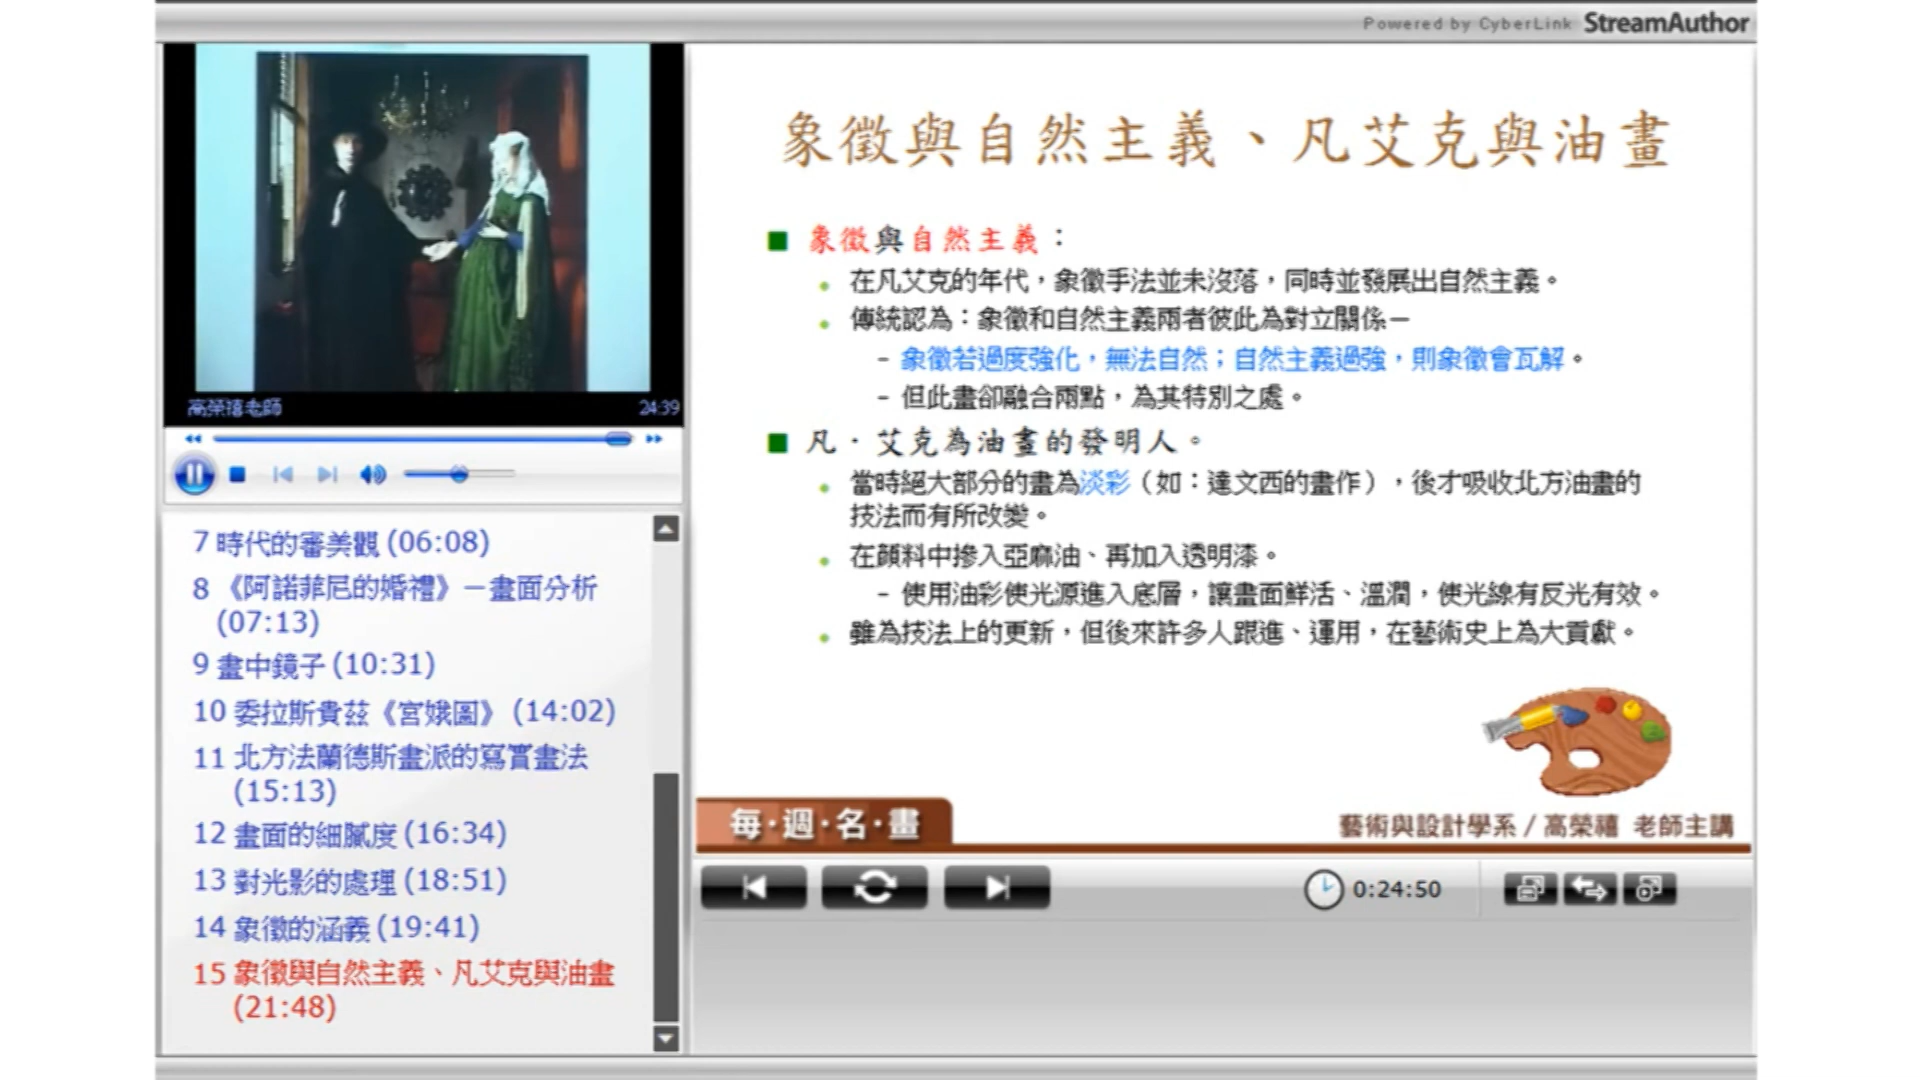 Powered by CyberLink StreamAuthor
高榮禧老師
24:39
7 時代的審美觀 (06:08)
8 《阿諾菲尼的婚禮》－畫面分析
(07:13)
9 畫中鏡子 (10:31)
10 委拉斯貴茲《宮娥圖》 (14:02)
11 北方法蘭德斯畫派的寫實畫法
(15:13)
12 畫面的細膩度 (16:34)
13 對光影的處理 (18:51)
14 象徵的涵義 (19:41)
15 象徵與自然主義、凡艾克與油畫
(21:48)
象徵與自然主義、凡艾克與油畫
象徵與自然主義：
在凡艾克的年代，象徵手法並未沒落，同時並發展出自然主義。
傳統認為：象徵和自然主義兩者彼此為對立關係－
– 象徵若過度強化，無法自然；自然主義過強，則象徵會瓦解。
– 但此畫卻融合兩點，為其特別之處。
凡．艾克為油畫的發明人。
當時絕大部分的畫為淡彩（如：達文西的畫作），後才吸收北方油畫的
技法而有所改變。
在顏料中摻入亞麻油、再加入透明漆。
– 使用油彩使光源進入底層，讓畫面鮮活、溫潤，使光線有反光有效。
雖為技法上的更新，但後來許多人跟進、運用，在藝術史上為大貢獻。
每‧週‧名‧畫
藝術與設計學系 / 高榮禧 老師主講
0:24:50